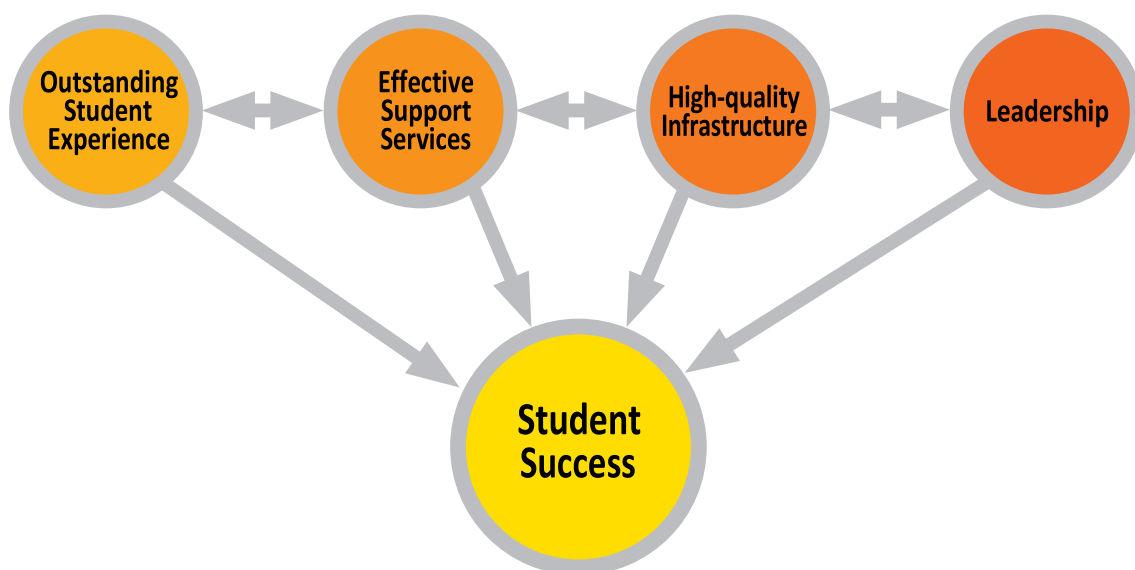 Outstanding
Student
Experience
Effective
Support
Services
High-quality
Infrastructure
Leadership
Student
Success